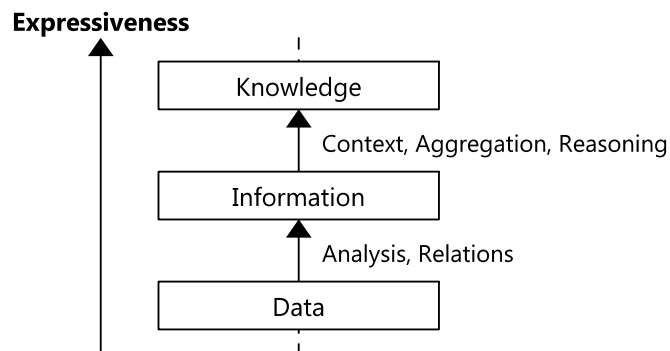 Expressiveness
Knowledge
Context, Aggregation, Reasoning
Information
Analysis, Relations
Data